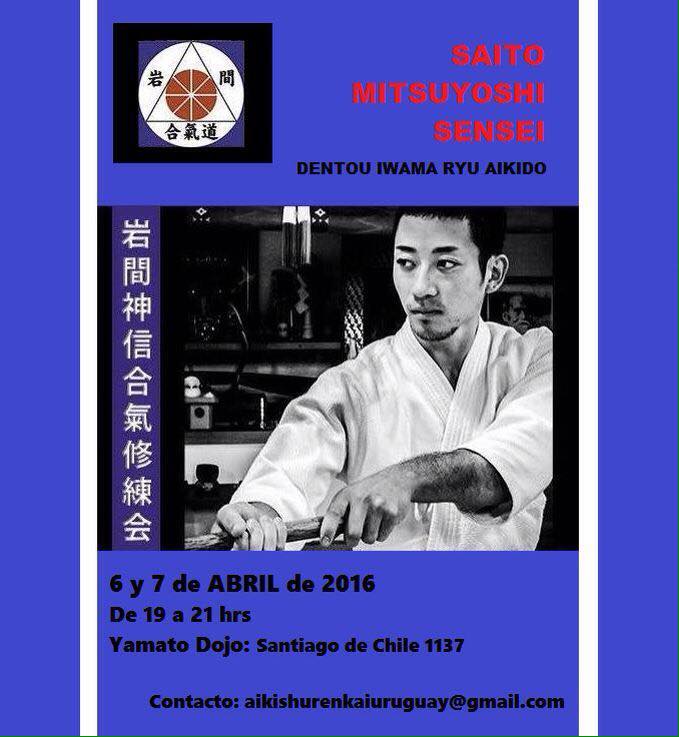 岩 間
合氣道
SAITO
MITSUYOSHI
SENSEI
DENTOU IWAMA RYU AIKIDO
岩間神信合氣修練会
6 y 7 de ABRIL de 2016
De 19 a 21 hrs
Yamato Dojo: Santiago de Chile 1137
Contacto: aikishurenkaiuruguay@gmail.com